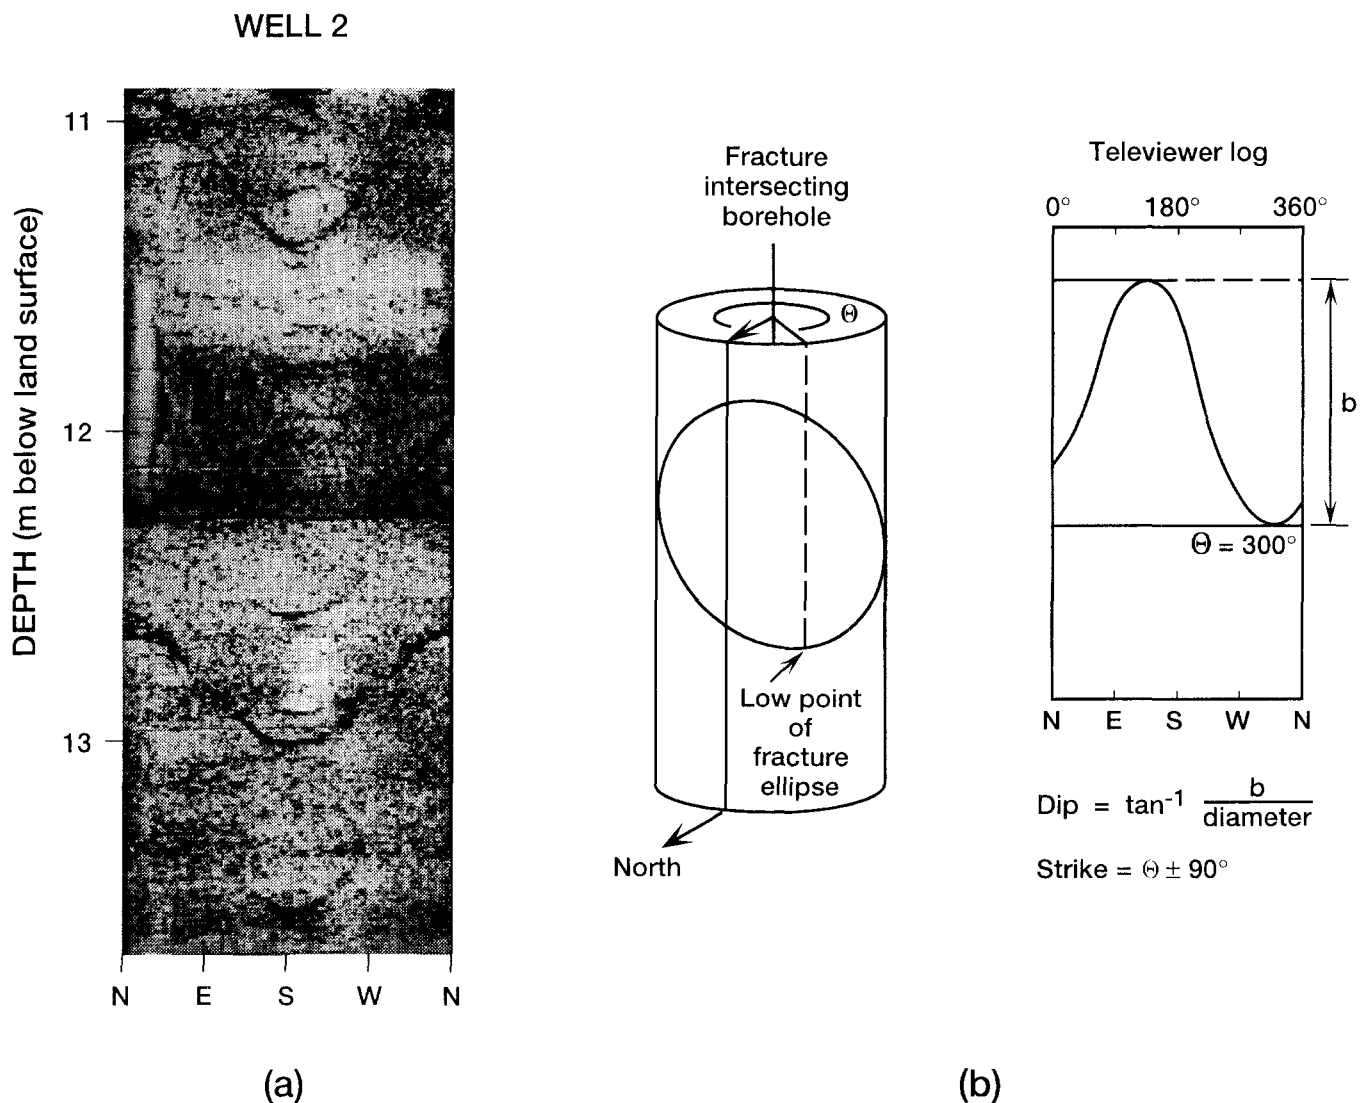 WELL 2
DEPTH (m below land surface)
11
12
13
N E S W N
(a)
Fracture
intersecting
borehole
Θ
Low point
of
fracture
ellipse
North
Televiewer log
0° 180° 360°
b
Θ = 300°
N E S W N
Dip = tan⁻¹ b
diameter
Strike = Θ ± 90°
(b)